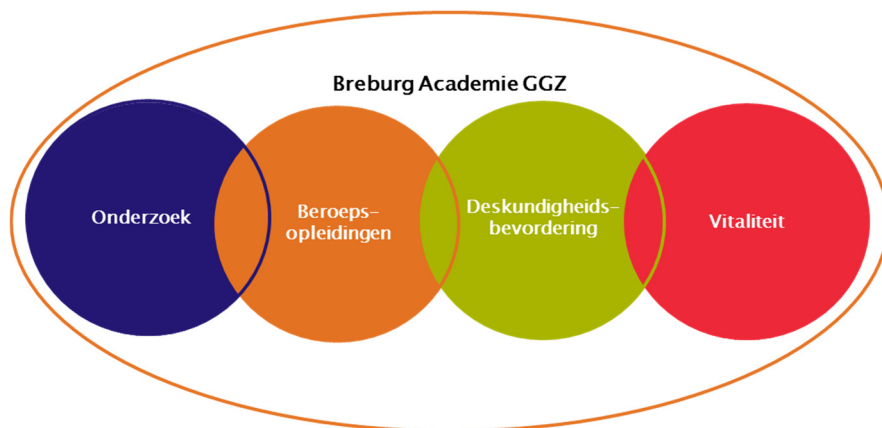 Breburg Academie GGZ
Onderzoek
Beroeps-
opleidingen
Deskundigheids-
bevordering
Vitaliteit